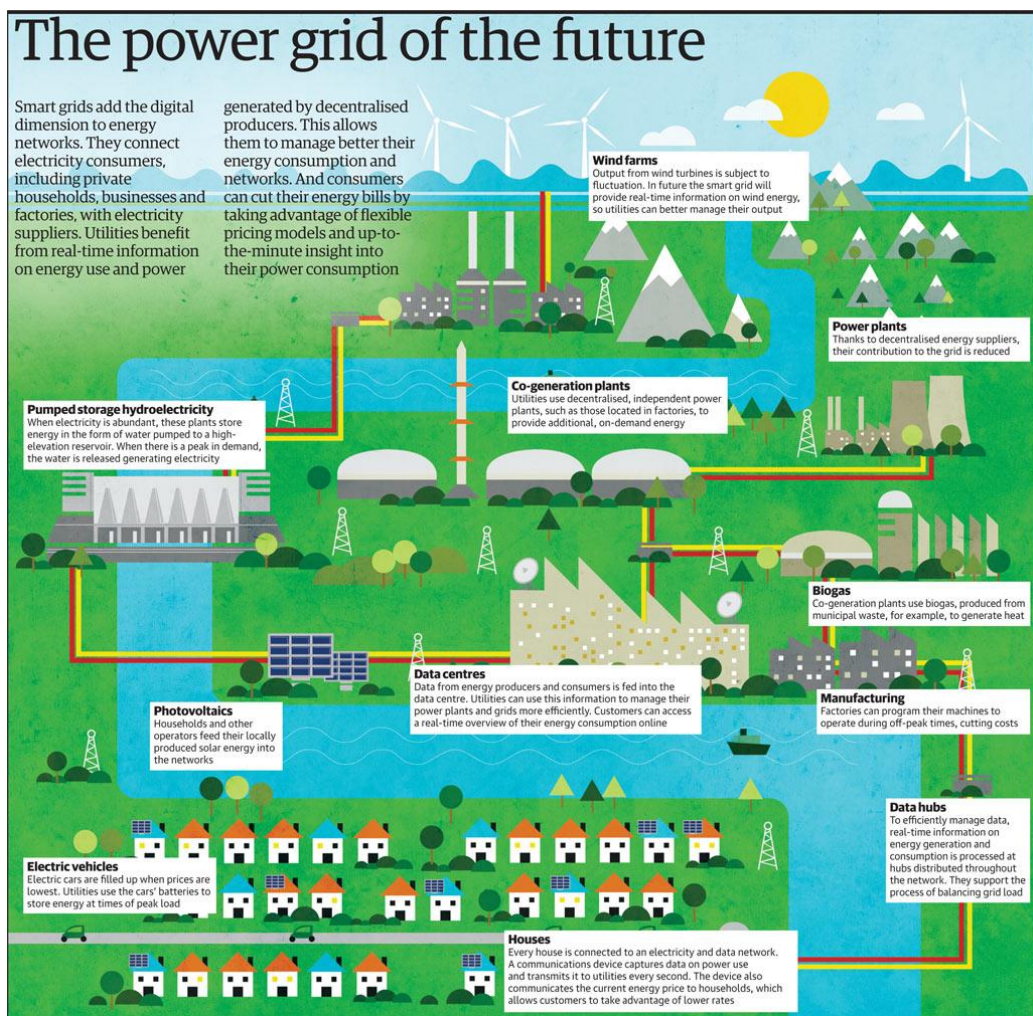 The power grid of the future
Smart grids add the digital
dimension to energy
networks. They connect
electricity consumers,
including private
households, businesses and
factories, with electricity
suppliers. Utilities benefit
from real-time information
on energy use and power
generated by decentralised
producers. This allows
them to manage better their
energy consumption and
networks. And consumers
can cut their energy bills by
taking advantage of flexible
pricing models and up-to-
the-minute insight into
their power consumption
Wind farms
Output from wind turbines is subject to
fluctuation. In future the smart grid will
provide real-time information on wind energy,
so utilities can better manage their output
Power plants
Thanks to decentralised energy suppliers,
their contribution to the grid is reduced
Co-generation plants
Utilities use decentralised, independent power
plants, such as those located in factories, to
provide additional, on-demand energy
Pumped storage hydroelectricity
When electricity is abundant, these plants store
energy in the form of water pumped to a high-
elevation reservoir. When there is a peak in demand,
the water is released generating electricity
Biogas
Co-generation plants use biogas, produced from
municipal waste, for example, to generate heat
Data centres
Data from energy producers and consumers is fed into the
data centre. Utilities can use this information to manage their
power plants and grids more efficiently. Customers can access
a real-time overview of their energy consumption online
Manufacturing
Factories can program their machines to
operate during off-peak times, cutting costs
Photovoltaics
Households and other
operators feed their locally
produced solar energy into
the networks
Data hubs
To efficiently manage data,
real-time information on
energy generation and
consumption is processed at
hubs distributed throughout
the network. They support the
process of balancing grid load
Electric vehicles
Electric cars are filled up when prices are
lowest. Utilities use the cars' batteries to
store energy at times of peak load
Houses
Every house is connected to an electricity and data network.
A communications device captures data on power use
and transmits it to utilities every second. The device also
communicates the current energy price to households, which
allows customers to take advantage of lower rates